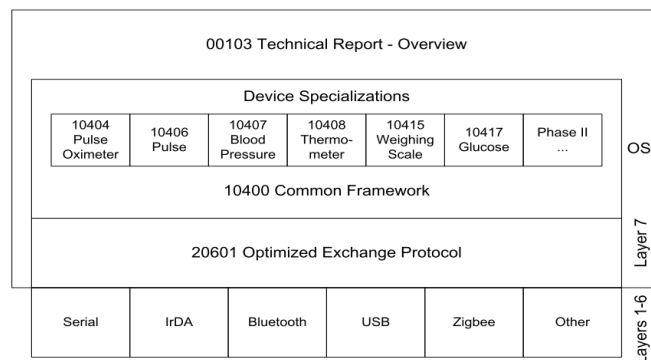 00103 Technical Report - Overview
Device Specializations
10404
Pulse
Oximeter
10406
Pulse
10407
Blood
Pressure
10408
Thermo-
meter
10415
Weighing
Scale
10417
Glucose
Phase II
...
10400 Common Framework
20601 Optimized Exchange Protocol
OS
Layer 7
Serial
IrDA
Bluetooth
USB
Zigbee
Other
Layers 1-6